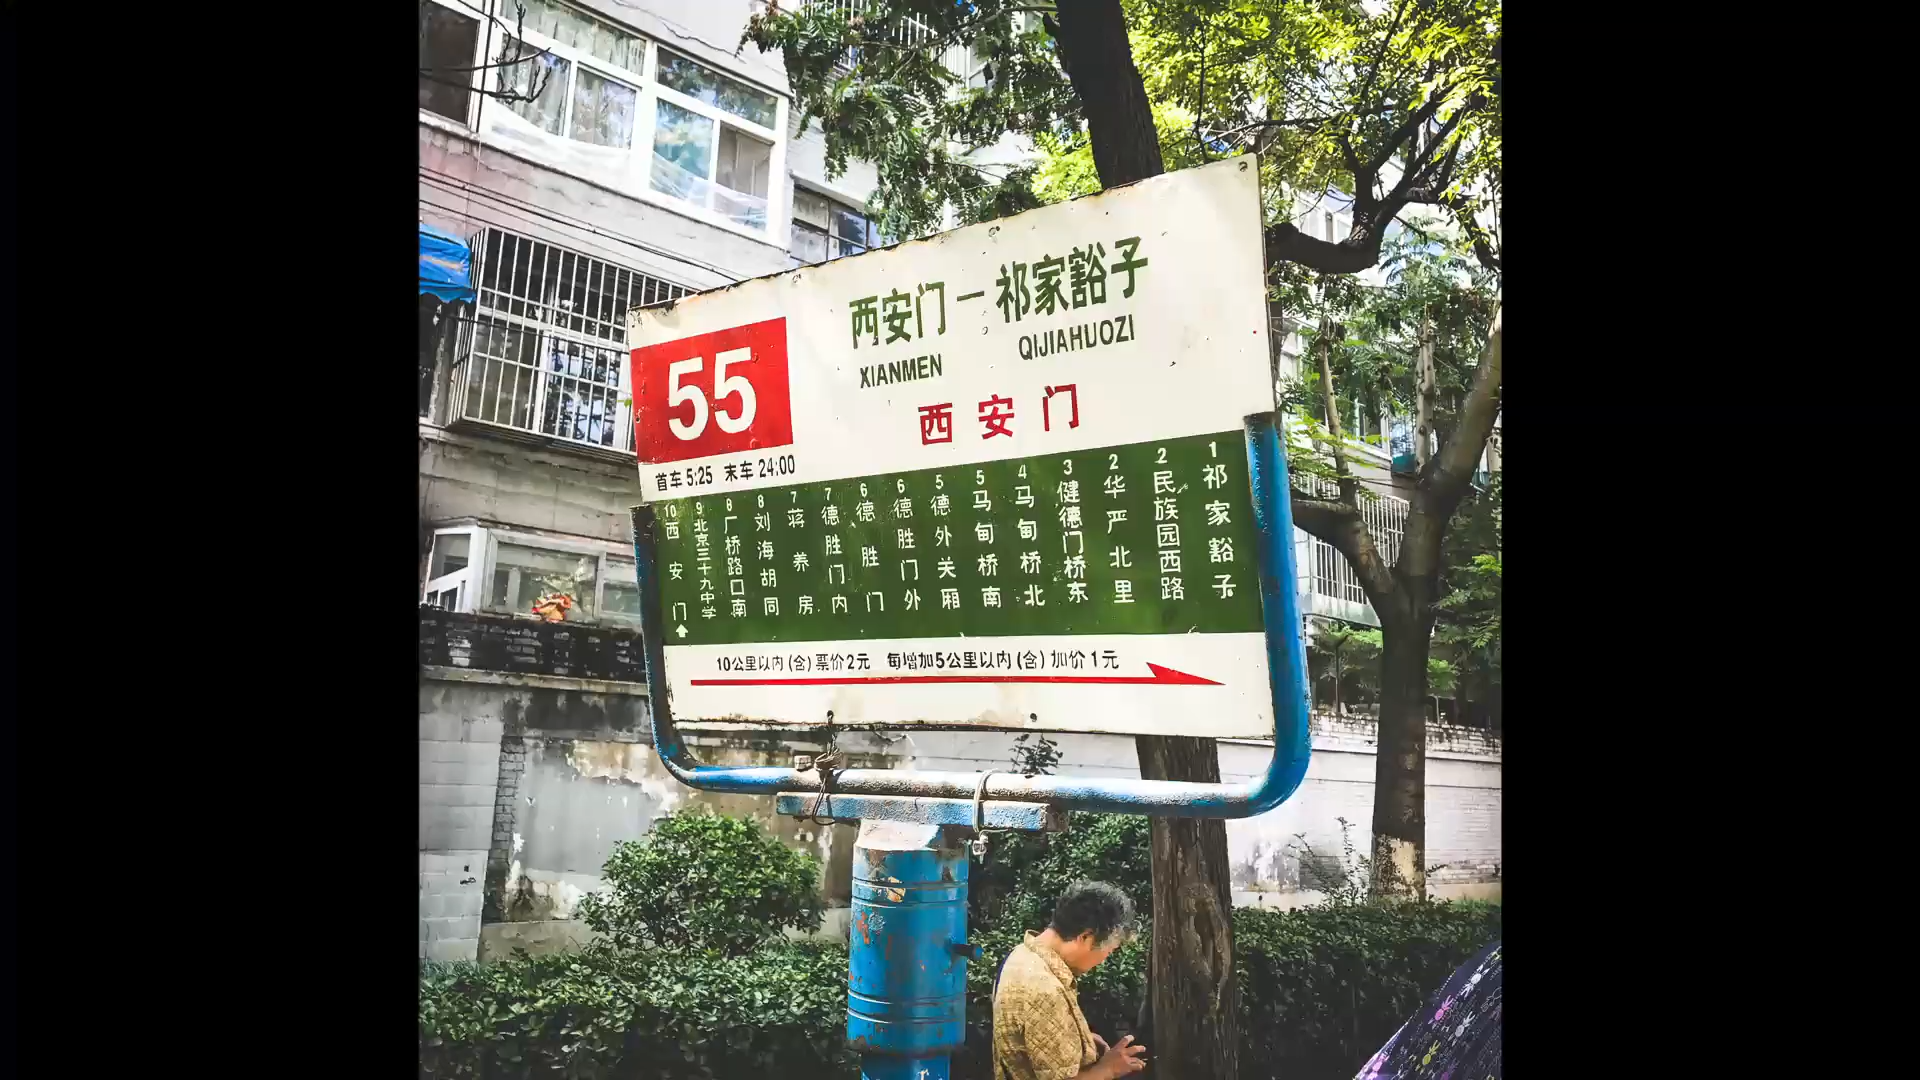 西安门—祁家豁子
XIANMEN QIJIAHUOZI
55
西安门
首车 5:25 末车 24:00
10 西安门
9 北京三十九中学
8 厂桥路口南
8 刘海胡同
7 蒋养房
7 德胜门内
6 德胜门
6 德胜门外
5 德外关厢
5 马甸桥南
4 马甸桥北
3 健德门桥东
2 华严北里
2 民族园西路
1 祁家豁子
10公里以内(含)票价2元 每增加5公里以内(含)加价1元